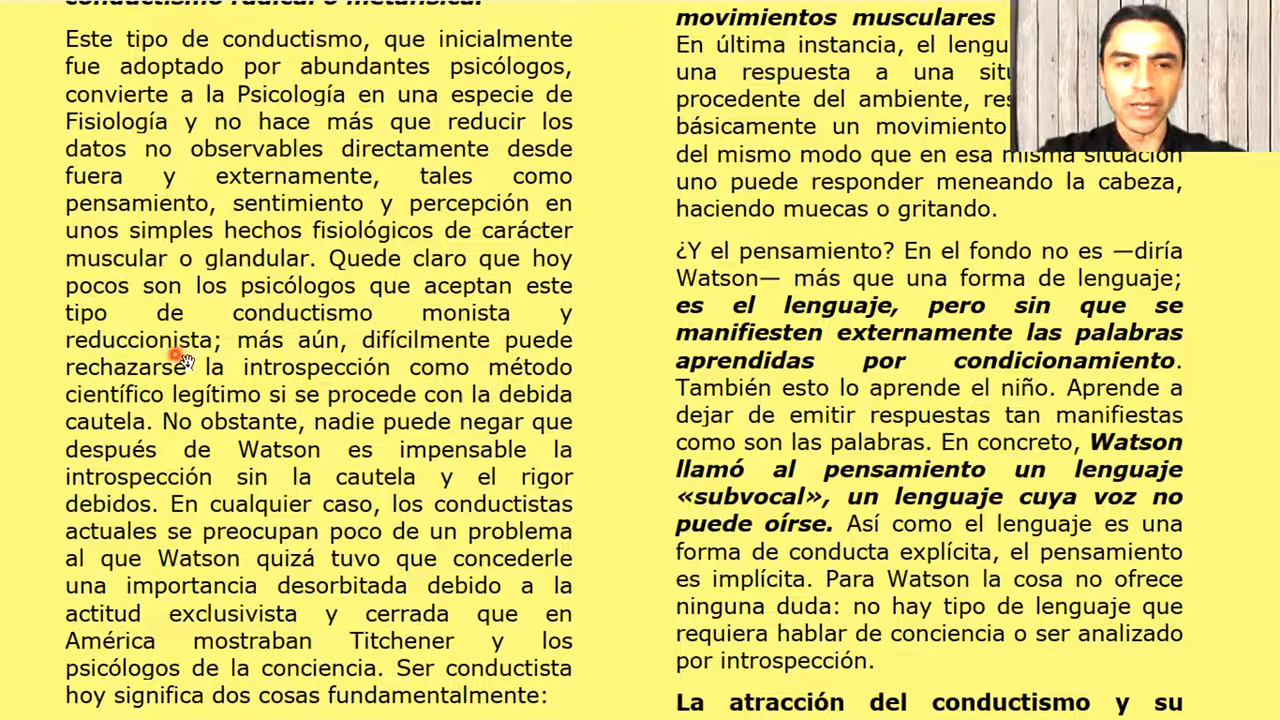 conductismo radical o metafísica.
Este tipo de conductismo, que inicialmente
fue adoptado por abundantes psicólogos,
convierte a la Psicología en una especie de
Fisiología y no hace más que reducir los
datos no observables directamente desde
fuera y externamente, tales como
pensamiento, sentimiento y percepción en
unos simples hechos fisiológicos de carácter
muscular o glandular. Quede claro que hoy
pocos son los psicólogos que aceptan este
tipo de conductismo monista y
reduccionista; más aún, difícilmente puede
rechazarse la introspección como método
científico legítimo si se procede con la debida
cautela. No obstante, nadie puede negar que
después de Watson es impensable la
introspección sin la cautela y el rigor
debidos. En cualquier caso, los conductistas
actuales se preocupan poco de un problema
al que Watson quizá tuvo que concederle
una importancia desorbitada debido a la
actitud exclusivista y cerrada que en
América mostraban Titchener y los
psicólogos de la conciencia. Ser conductista
hoy significa dos cosas fundamentalmente:
movimientos musculares
En última instancia, el
una respuesta a una
procedente del ambiente,
básicamente un movimiento
del mismo modo que en esa misma situación
uno puede responder meneando la cabeza,
haciendo muecas o gritando.
¿Y el pensamiento? En el fondo no es —diría
Watson— más que una forma de lenguaje;
es el lenguaje, pero sin que se
manifiesten externamente las palabras
aprendidas por condicionamiento.
También esto lo aprende el niño. Aprende a
dejar de emitir respuestas tan manifiestas
como son las palabras. En concreto, Watson
llamó al pensamiento un lenguaje
«subvocal», un lenguaje cuya voz no
puede oírse. Así como el lenguaje es una
forma de conducta explícita, el pensamiento
es implícita. Para Watson la cosa no ofrece
ninguna duda: no hay tipo de lenguaje que
requiera hablar de conciencia o ser analizado
por introspección.
La atracción del conductismo y su